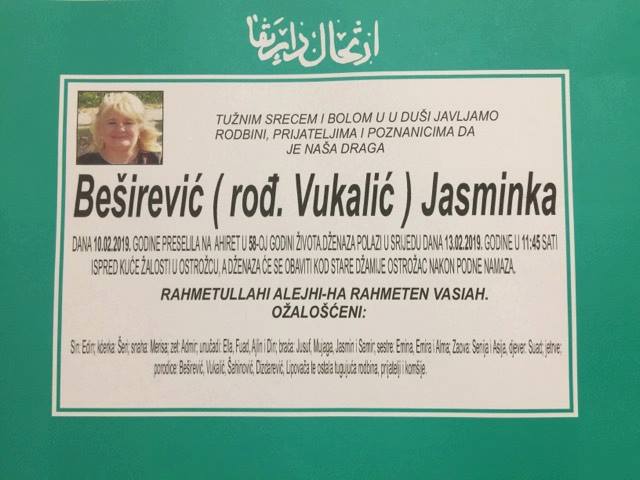 ارتحال دار بقا
TUŽNIM SRECEM I BOLOM U U DUŠI JAVLJAMO
RODBINI, PRIJATELJIMA I POZNANICIMA DA
JE NAŠA DRAGA
Beširević ( rođ. Vukalić ) Jasminka
DANA 10.02.2019. GODINE PRESELILA NA AHIRET U 58-OJ GODINI ŽIVOTA.DŽENAZA POLAZI U SRIJEDU DANA 13.02.2019. GODINE U 11:45 SATI
ISPRED KUĆE ŽALOSTI U OSTROŽCU, A DŽENAZA ĆE SE OBAVITI KOD STARE DŽAMIJE OSTROŽAC NAKON PODNE NAMAZA.
RAHMETULLAHI ALEJHI-HA RAHMETEN VASIAH.
OŽALOŠĆENI:
Sin: Edin; kćerka: Šeri; snaha: Merisa; zet: Admir; unučadi: Ella, Fuad, Ajlin i Din; braća: Jusuf, Mujaga, Jasmin i Samir; sestre: Emina, Emira i Alma; Zaova: Senija i Asija, djever: Suad; jetrve;
porodice: Beširević, Vukalić, Šahinović, Dizdarević, Lipovača te ostala tugujuća rodbina, prijatelji i komšije.